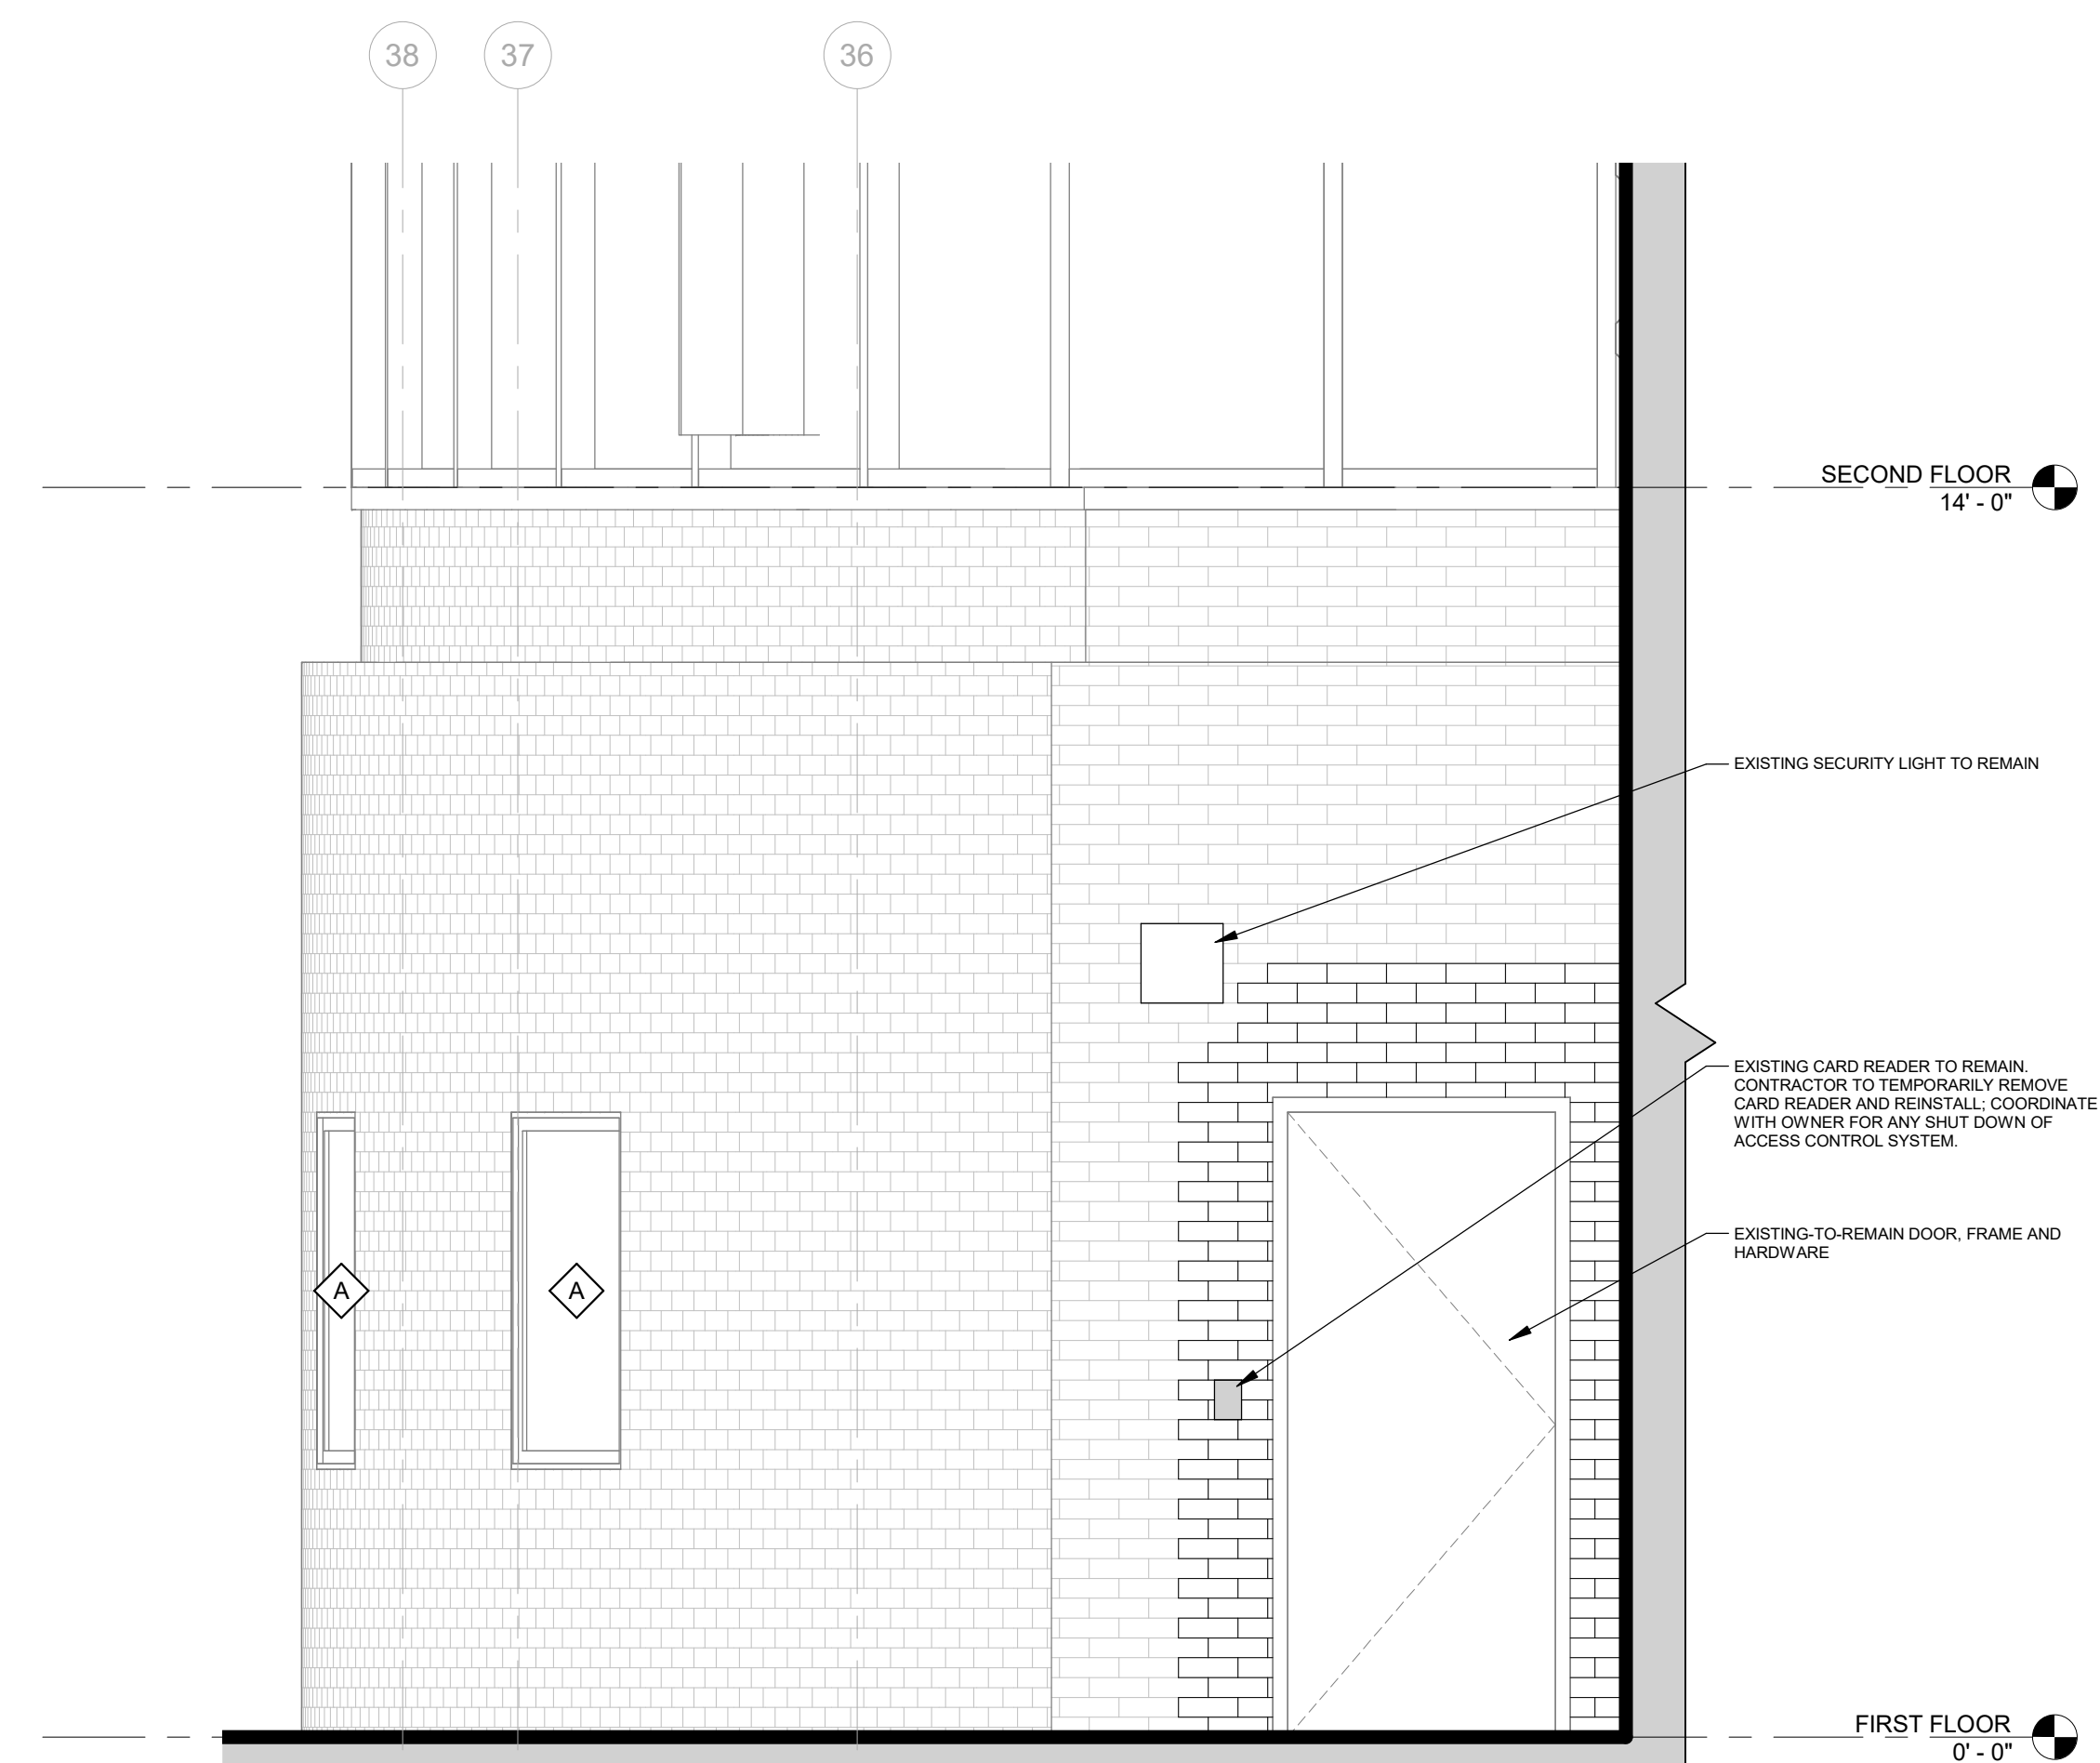 38
37
36
SECOND FLOOR
14' - 0"
EXISTING SECURITY LIGHT TO REMAIN
EXISTING CARD READER TO REMAIN.
CONTRACTOR TO TEMPORARILY REMOVE
CARD READER AND REINSTALL; COORDINATE
WITH OWNER FOR ANY SHUT DOWN OF
ACCESS CONTROL SYSTEM.
EXISTING-TO-REMAIN DOOR, FRAME AND
HARDWARE
A
A
FIRST FLOOR
0' - 0"